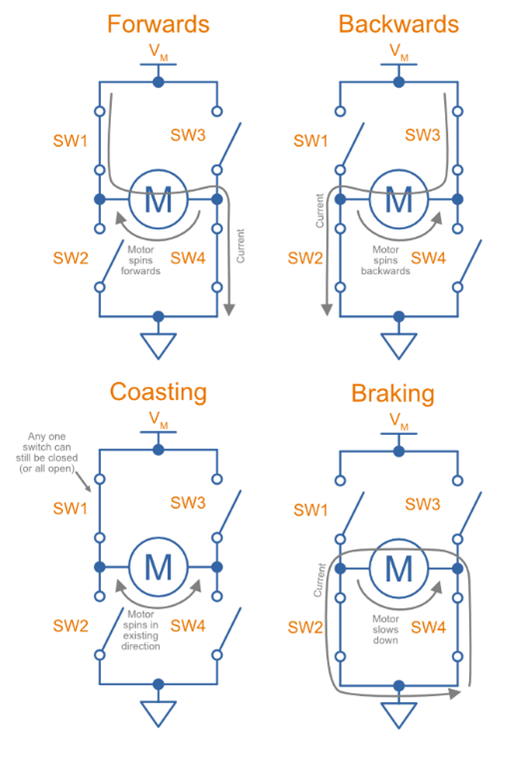 Forwards
V_M
SW1
SW3
M
Motor
spins
forwards
SW2
SW4
Current
Backwards
V_M
SW1
SW3
Current
M
Motor
spins
backwards
SW2
SW4
Coasting
V_M
Any one
switch can
still be closed
(or all open)
SW1
SW3
M
Motor
spins in
existing
direction
SW2
SW4
Braking
V_M
SW1
SW3
Current
M
Motor
slows
down
SW2
SW4